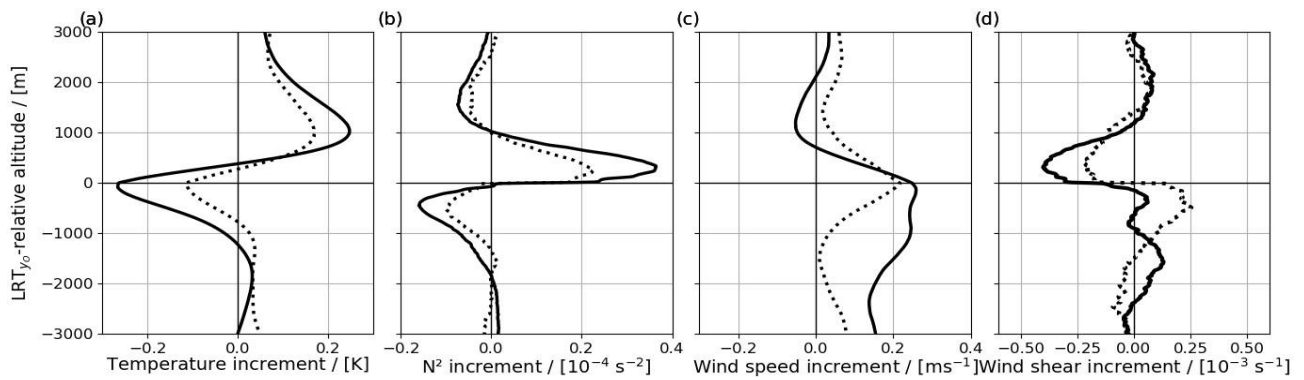 (a) (b) (c) (d)
3000
2000
1000
0
−1000
−2000
−3000
LRT_{y_o}-relative altitude / [m]
−0.2 0.0 0.2
Temperature increment / [K]
−0.2 0.0 0.2 0.4
N² increment / [10⁻⁴ s⁻²]
0.0 0.2 0.4
Wind speed increment / [ms⁻¹]
−0.50 −0.25 0.00 0.25 0.50
Wind shear increment / [10⁻³ s⁻¹]